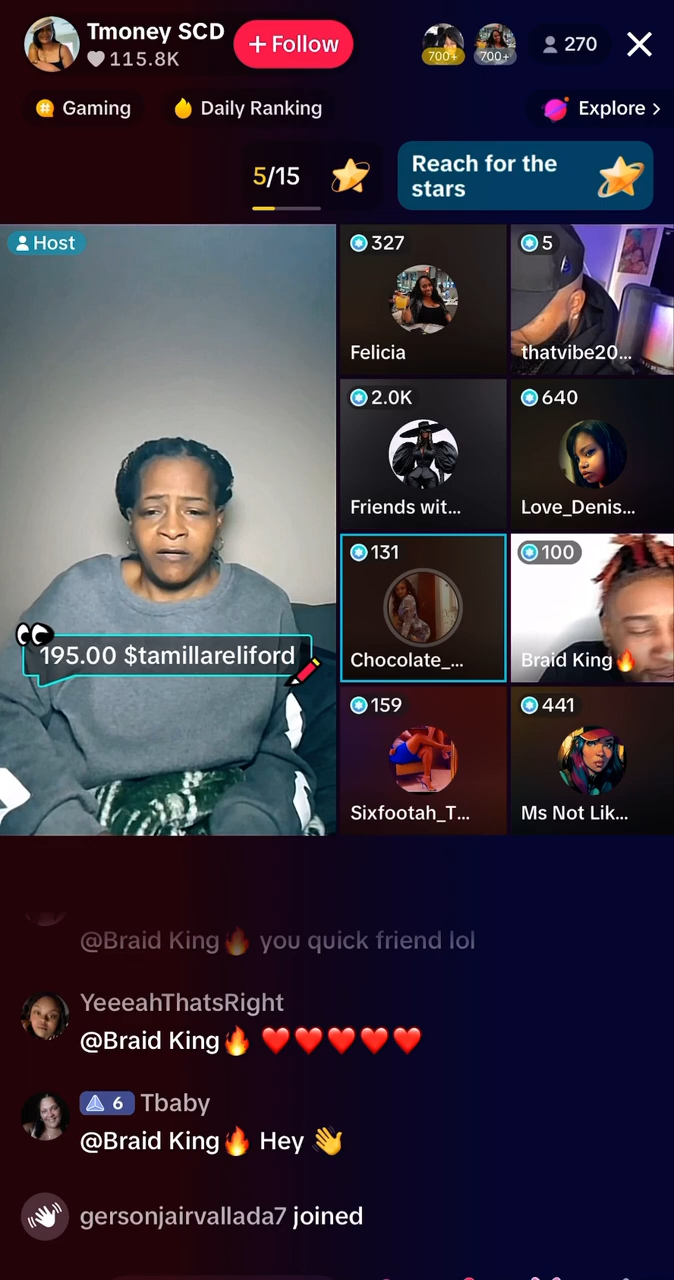 Tmoney SCD
115.8K
+ Follow
700+
700+
270
Gaming
Daily Ranking
Explore >
5/15
Reach for the
stars
Host
327
Felicia
5
thatvibe20...
2.0K
Friends wit...
640
Love_Denis...
131
Chocolate_...
100
Braid King🔥
159
Sixfootah_T...
441
Ms Not Lik...
195.00 $tamillareliford
@Braid King🔥 you quick friend lol
YeeeahThatsRight
@Braid King🔥 ❤️❤️❤️❤️❤️
6 Tbaby
@Braid King🔥 Hey 👋
gersonjairvallada7 joined